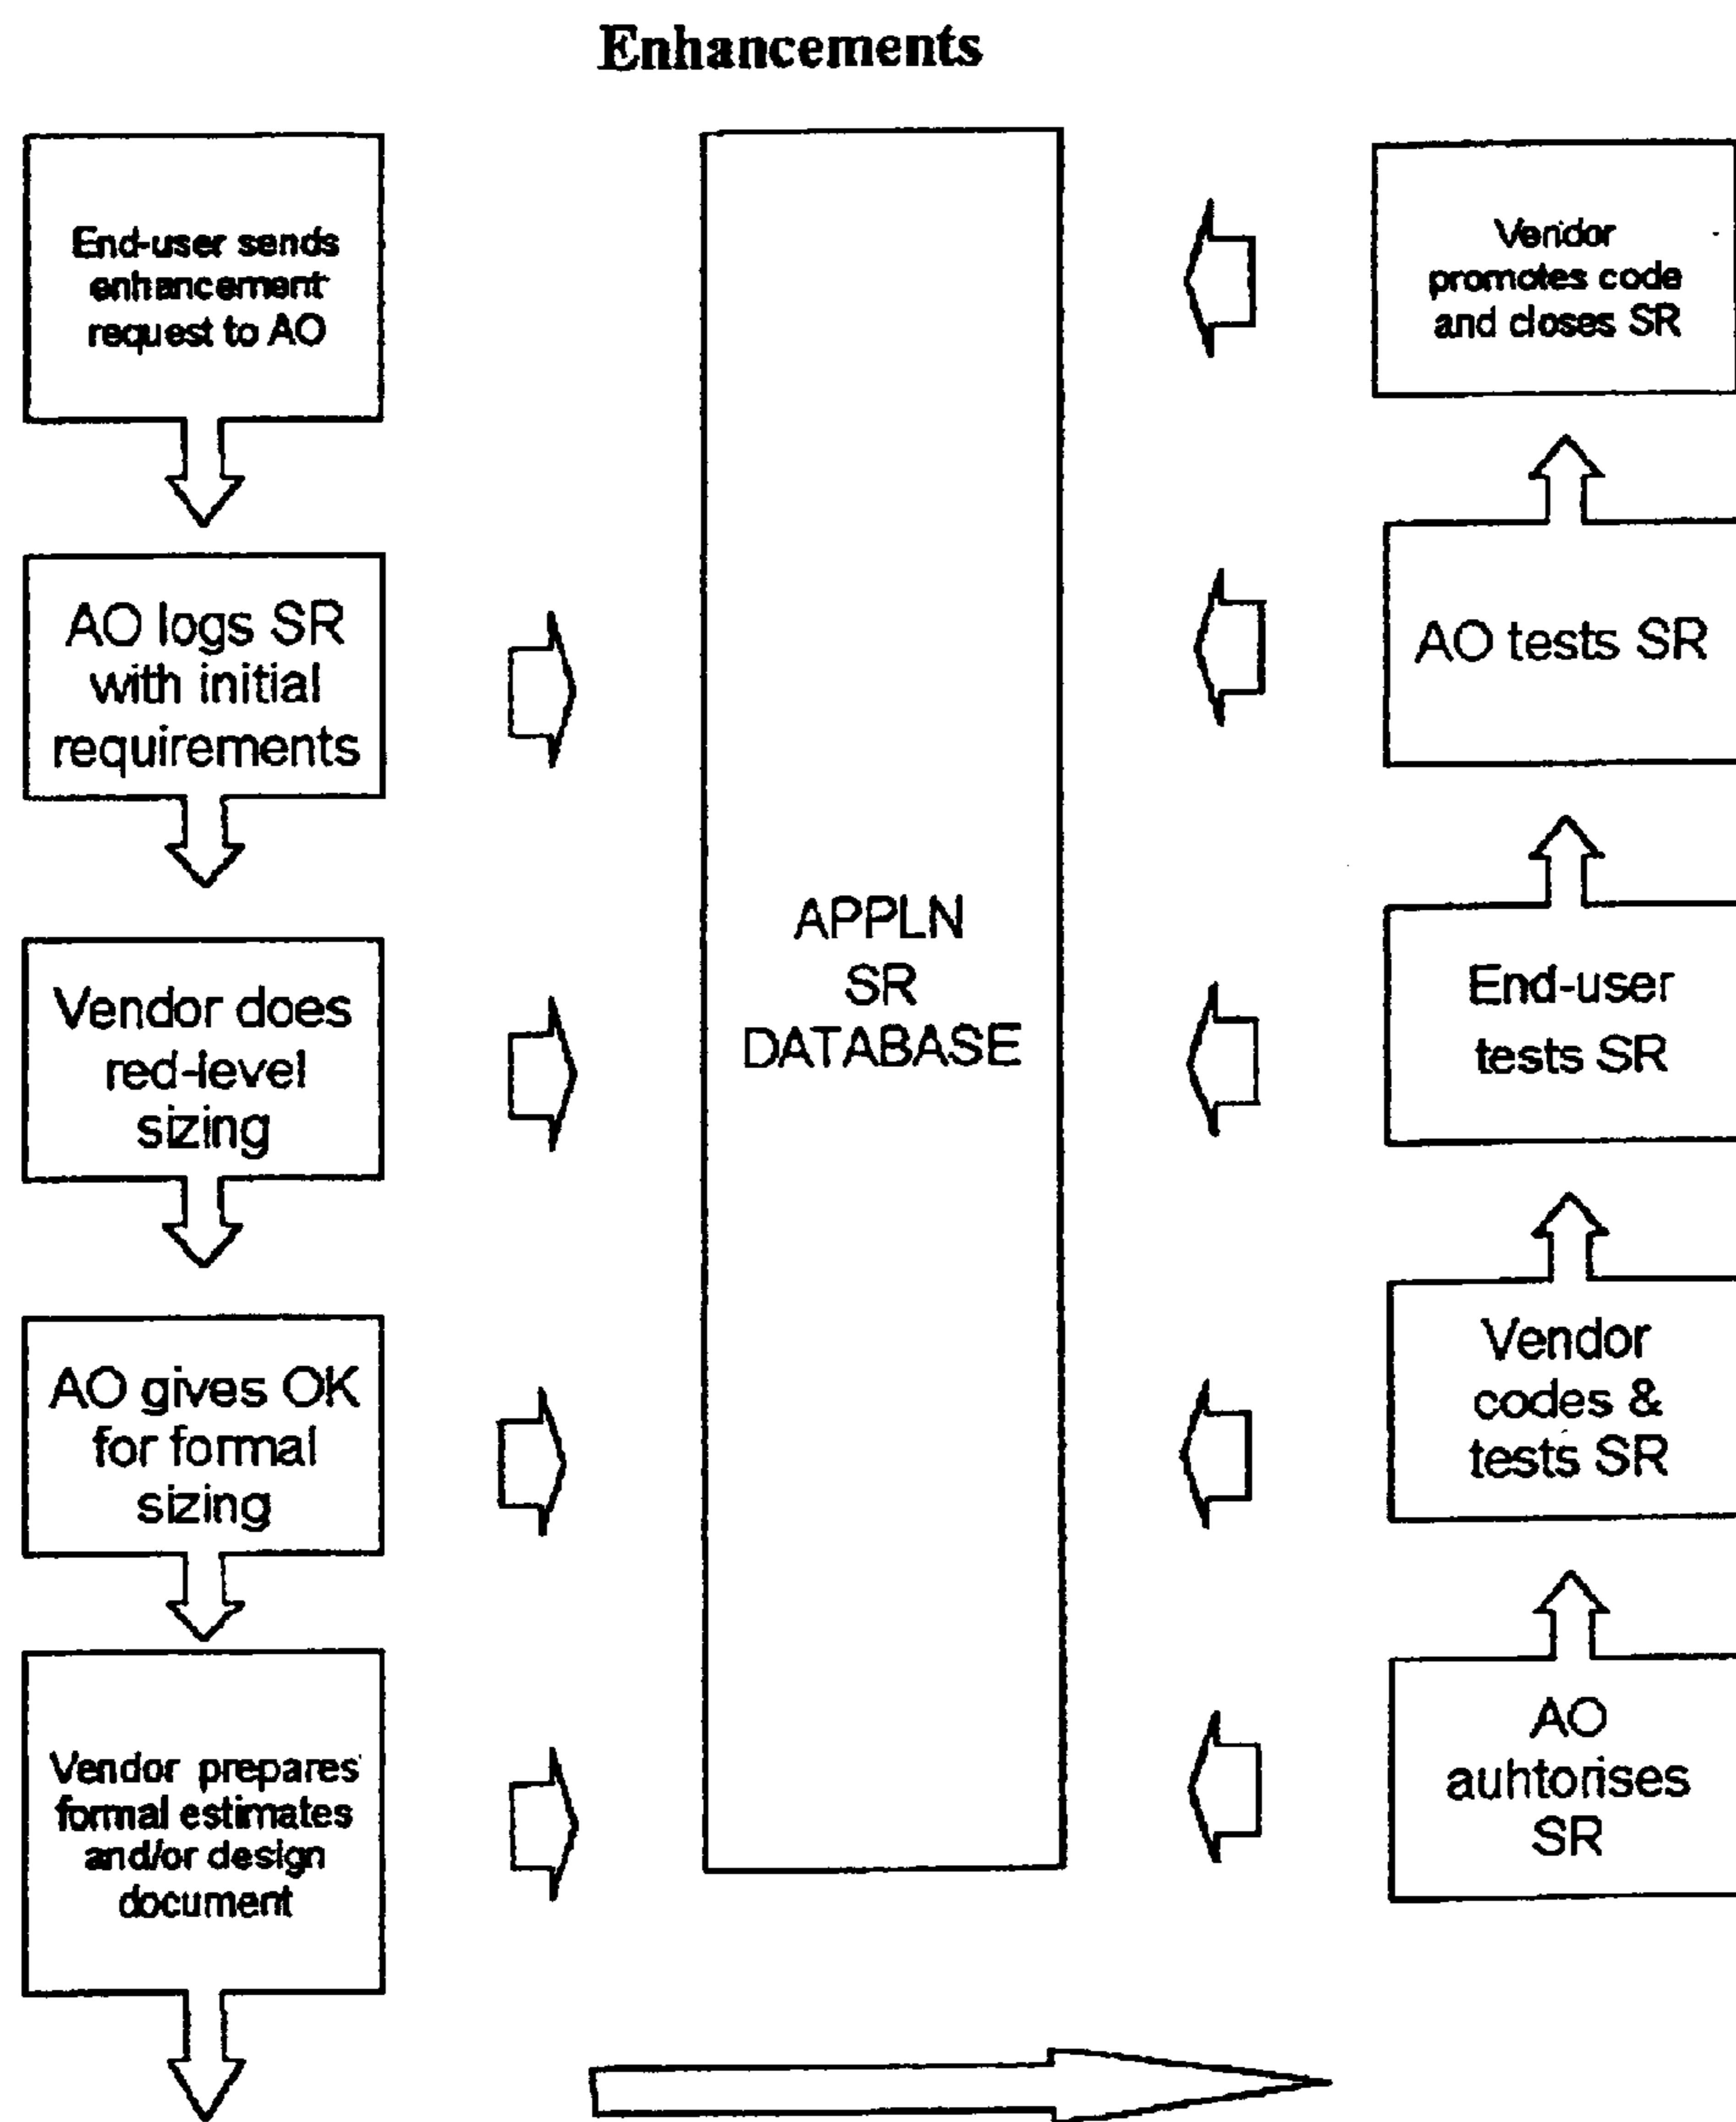 Enhancements
End-user sends
enhancement
request to AO
AO logs SR
with initial
requirements
Vendor does
red-level
sizing
AO gives OK
for formal
sizing
Vendor prepares
formal estimates
and/or design
document
APPLN
SR
DATABASE
Vendor
promotes code
and closes SR
AO tests SR
End-user
tests SR
Vendor
codes &
tests SR
AO
auhtorises
SR